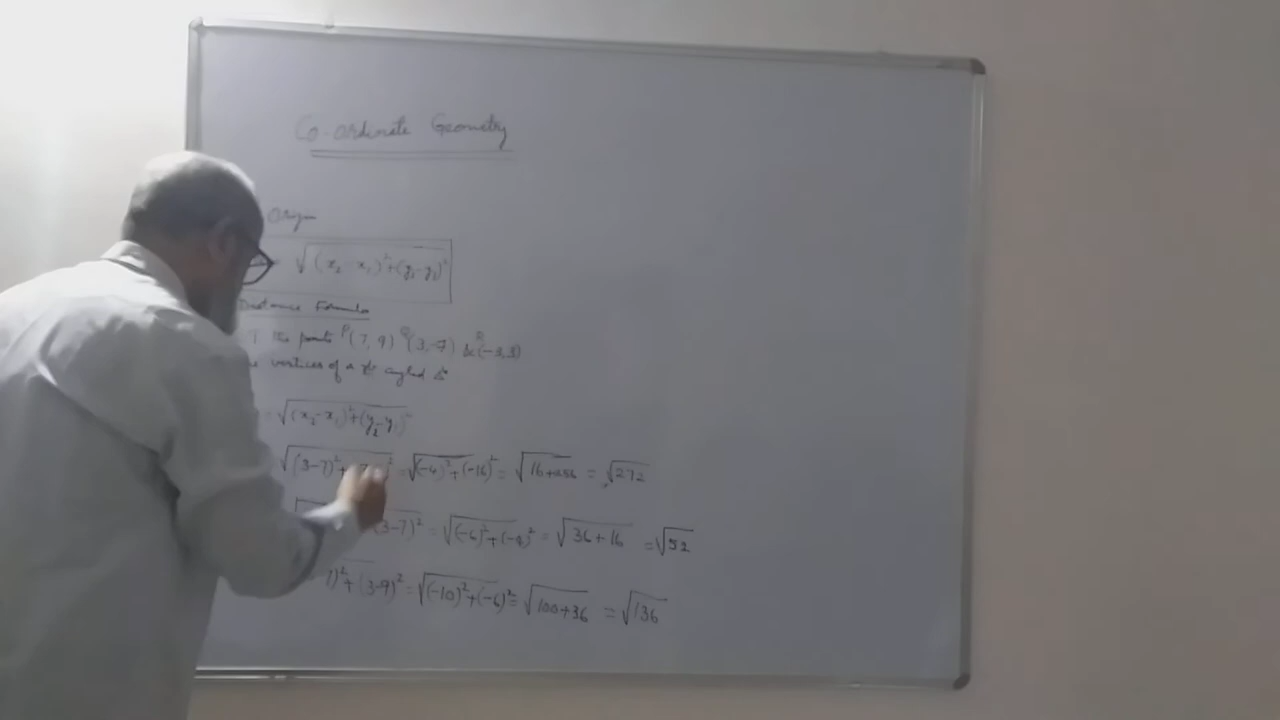 Co-ordinate Geometry
Origin
√(x₂-x₁)²+(y₂-y₁)²
Distance Formula
the points P(7, 9) Q(3,-7) & R(-3,3)
vertices of a rt angled Δ
= √(x₂-x₁)²+(y₂-y₁)²
√(3-7)²+ = √(-4)²+(-16)² = √16+256 = √272
(3-7)² = √(-6)²+(-4)² = √36+16 = √52
)²+(3-9)² = √(-10)²+(-6)² = √100+36 = √136